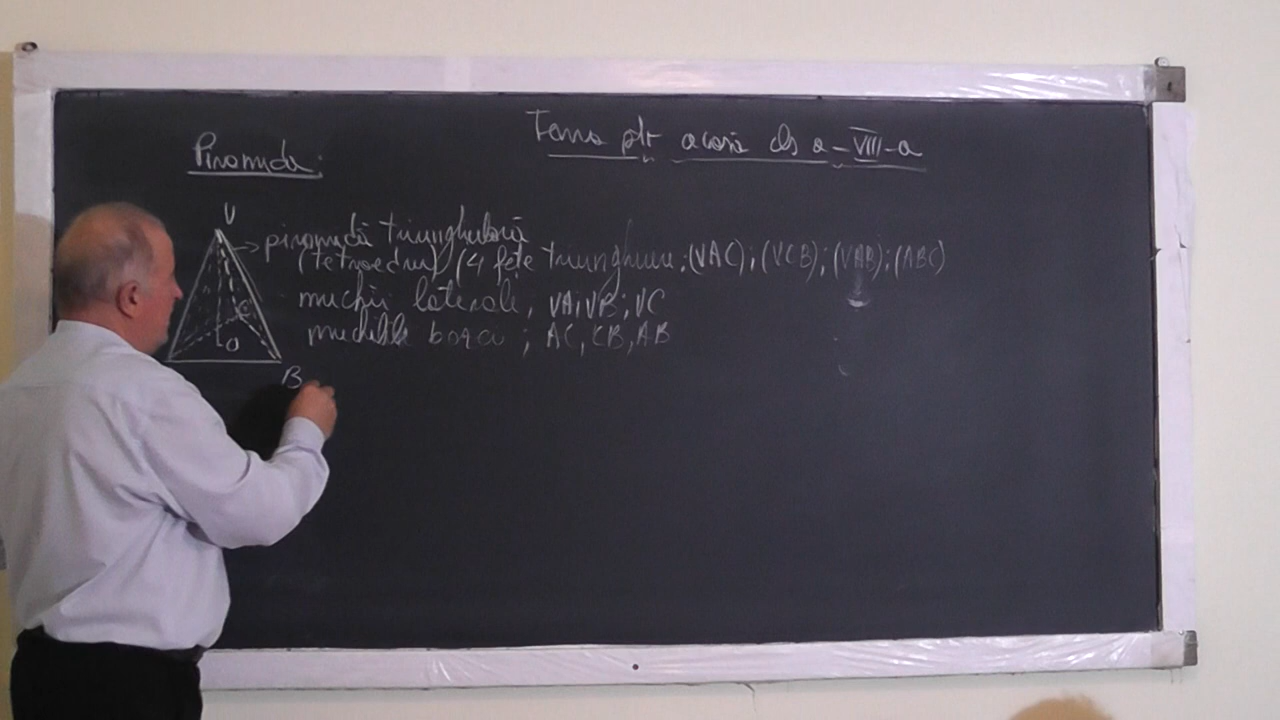 Tema ptr acasă cls a-VIII-a
Piramida:
V
piramidă triunghiulară
(tetraedru) (4 fețe triunghiuri: (VAC); (VCB); (VAB); (ABC)
muchii laterale; VA; VB; VC
muchiile bazei; AC, CB, AB
C
O
B